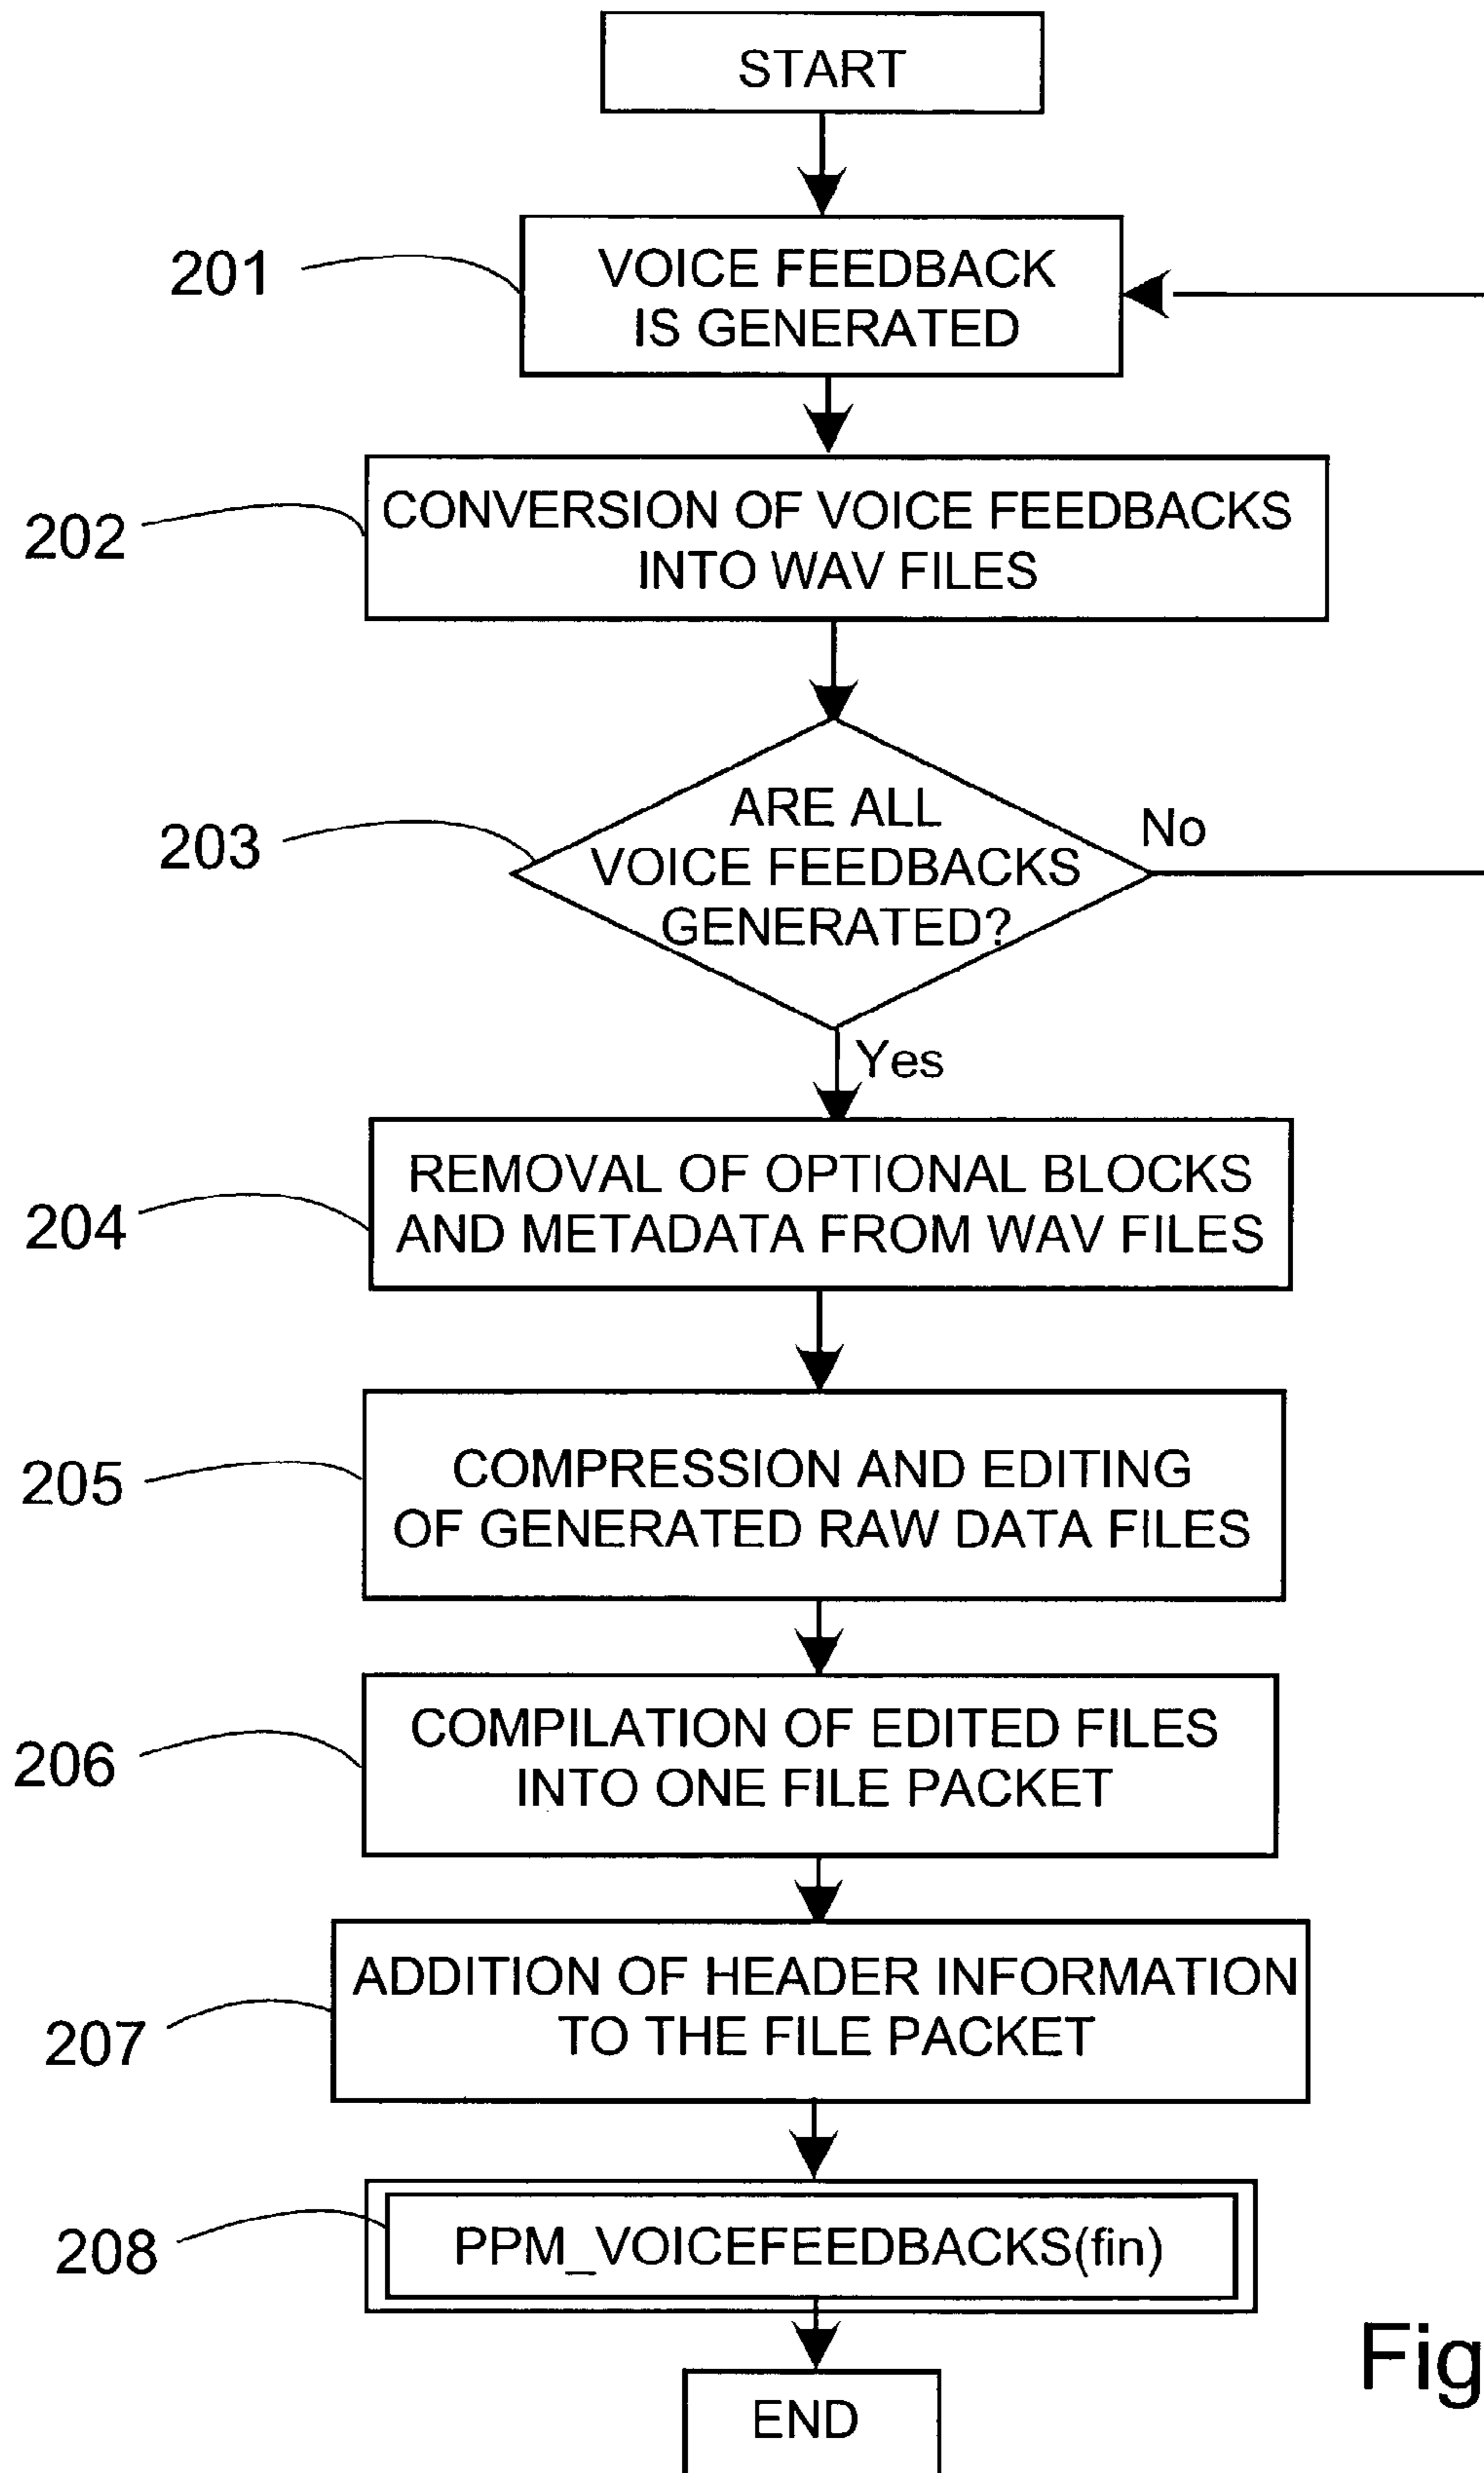 START
201
VOICE FEEDBACK
IS GENERATED
202
CONVERSION OF VOICE FEEDBACKS
INTO WAV FILES
203
ARE ALL
VOICE FEEDBACKS
GENERATED?
No
Yes
204
REMOVAL OF OPTIONAL BLOCKS
AND METADATA FROM WAV FILES
205
COMPRESSION AND EDITING
OF GENERATED RAW DATA FILES
206
COMPILATION OF EDITED FILES
INTO ONE FILE PACKET
207
ADDITION OF HEADER INFORMATION
TO THE FILE PACKET
208
PPM_VOICEFEEDBACKS(fin)
Fig
END